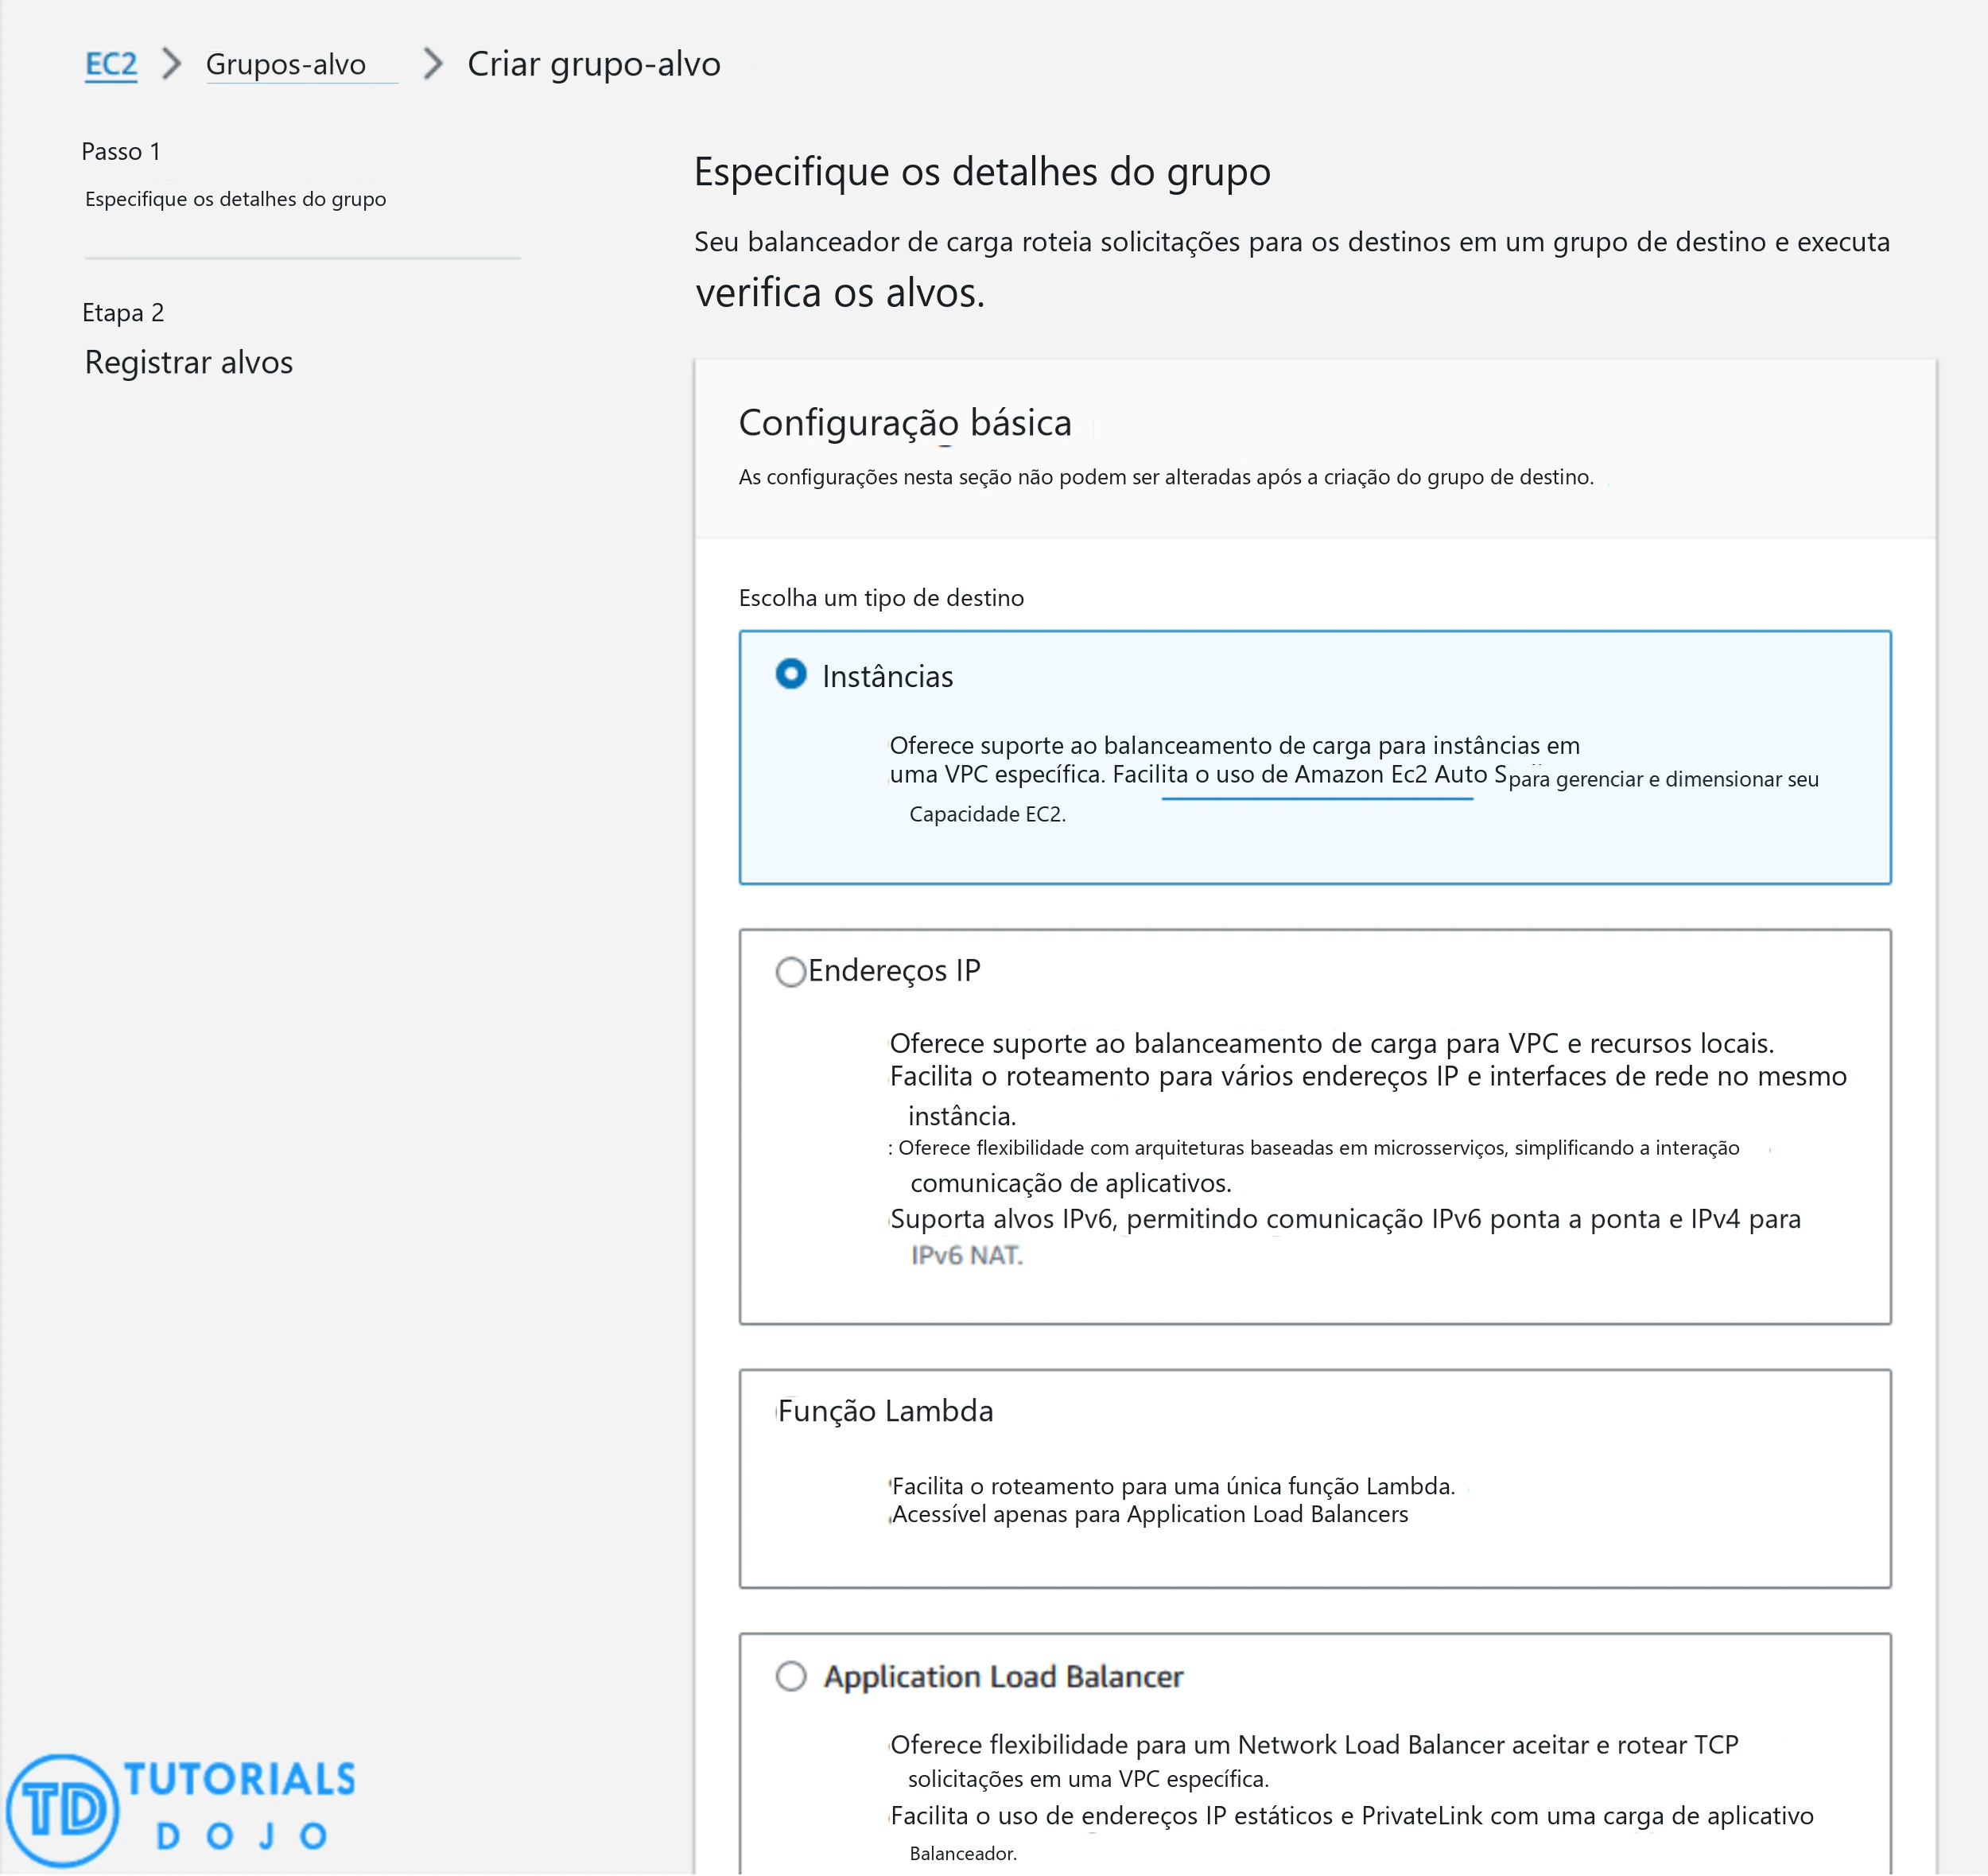 EC2 > Grupos-alvo > Criar grupo-alvo
Passo 1
Especifique os detalhes do grupo
Etapa 2
Registrar alvos
Especifique os detalhes do grupo
Seu balanceador de carga roteia solicitações para os destinos em um grupo de destino e executa
verifica os alvos.
Configuração básica
As configurações nesta seção não podem ser alteradas após a criação do grupo de destino.
Escolha um tipo de destino
Instâncias
Oferece suporte ao balanceamento de carga para instâncias em
uma VPC específica. Facilita o uso de Amazon Ec2 Auto S para gerenciar e dimensionar seu
Capacidade EC2.
Endereços IP
Oferece suporte ao balanceamento de carga para VPC e recursos locais.
Facilita o roteamento para vários endereços IP e interfaces de rede no mesmo
instância.
: Oferece flexibilidade com arquiteturas baseadas em microsserviços, simplificando a interação
comunicação de aplicativos.
Suporta alvos IPv6, permitindo comunicação IPv6 ponta a ponta e IPv4 para
IPv6 NAT.
Função Lambda
Facilita o roteamento para uma única função Lambda.
Acessível apenas para Application Load Balancers
Application Load Balancer
Oferece flexibilidade para um Network Load Balancer aceitar e rotear TCP
solicitações em uma VPC específica.
Facilita o uso de endereços IP estáticos e PrivateLink com uma carga de aplicativo
Balanceador.
TD TUTORIALS
DOJO